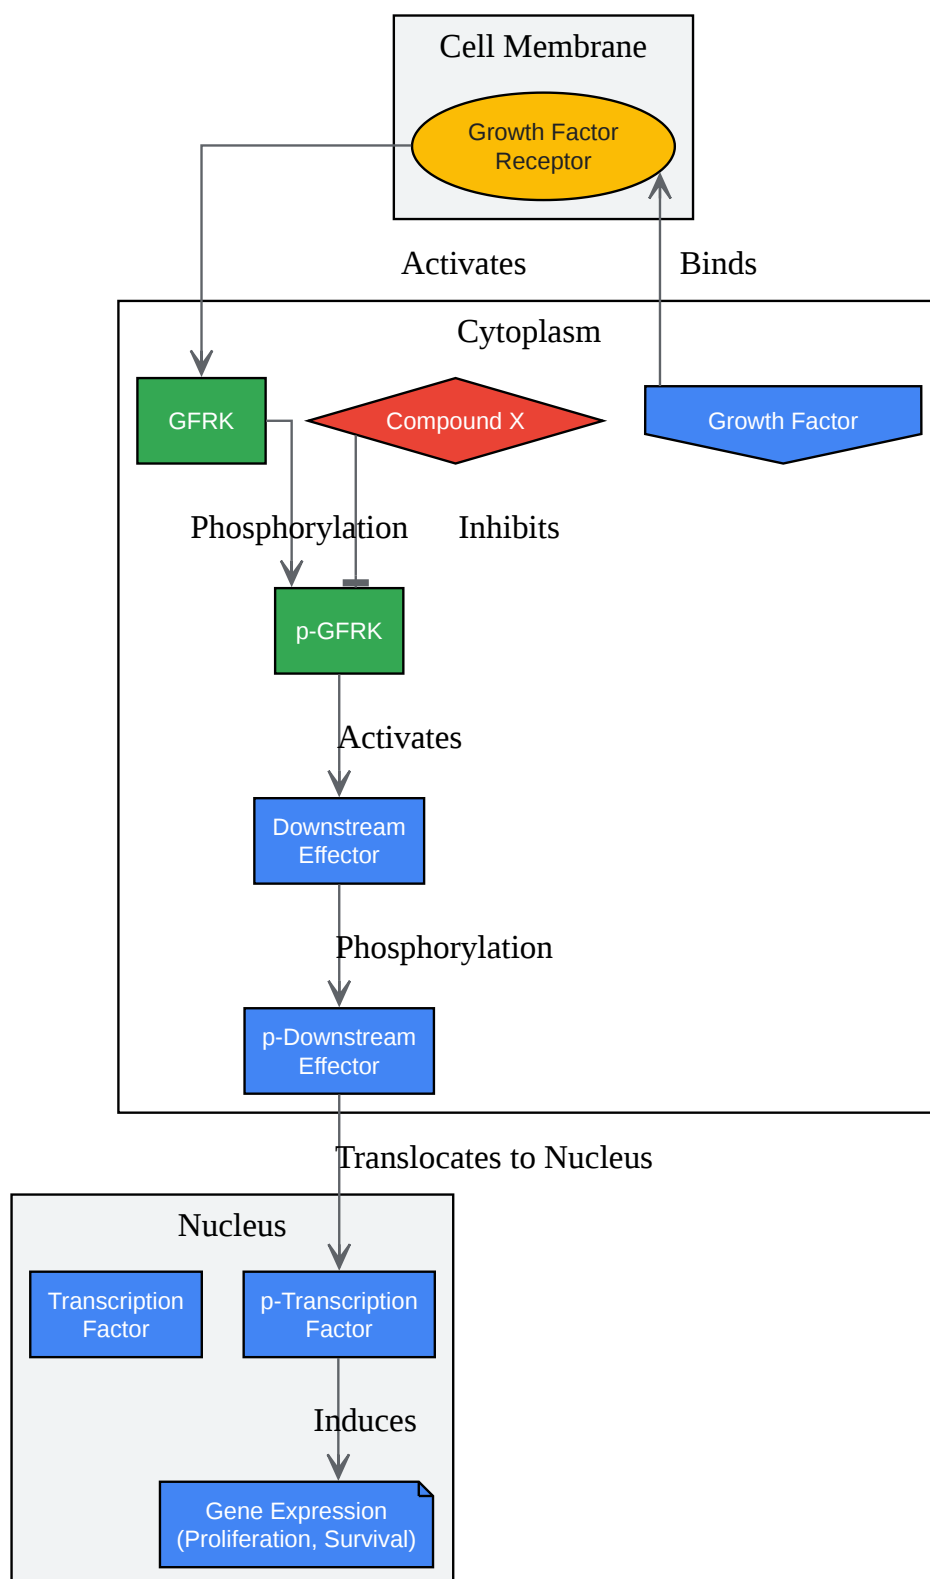 Cell Membrane
Growth Factor
Receptor
Activates
Binds
Cytoplasm
GFRK
Compound X
Growth Factor
Phosphorylation
Inhibits
p-GFRK
Activates
Downstream
Effector
Phosphorylation
p-Downstream
Effector
Translocates to Nucleus
Nucleus
Transcription
Factor
p-Transcription
Factor
Induces
Gene Expression
(Proliferation, Survival)